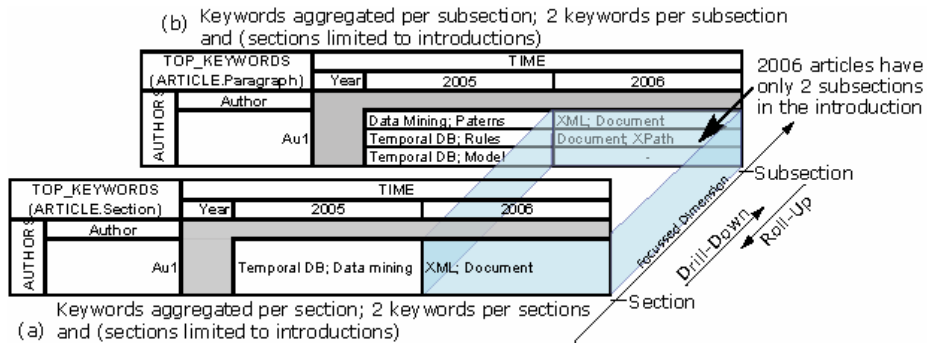 (b) Keywords aggregated per subsection; 2 keywords per subsection
and (sections limited to introductions)
TOP_KEYWORDS
(ARTICLE.Paragraph)
TIME
Year 2005 2006
AUTHORS
Author
Au1
Data Mining; Paterns XML; Document
Temporal DB; Rules Document; XPath
Temporal DB; Model -
2006 articles have
only 2 subsections
in the introduction
TOP_KEYWORDS
(ARTICLE.Section)
TIME
Year 2005 2006
AUTHORS
Author
Au1
Temporal DB; Data mining XML; Document
Subsection
Focussed Dimension
Drill-Down
Roll-Up
Section
Keywords aggregated per section; 2 keywords per sections
(a) and (sections limited to introductions)